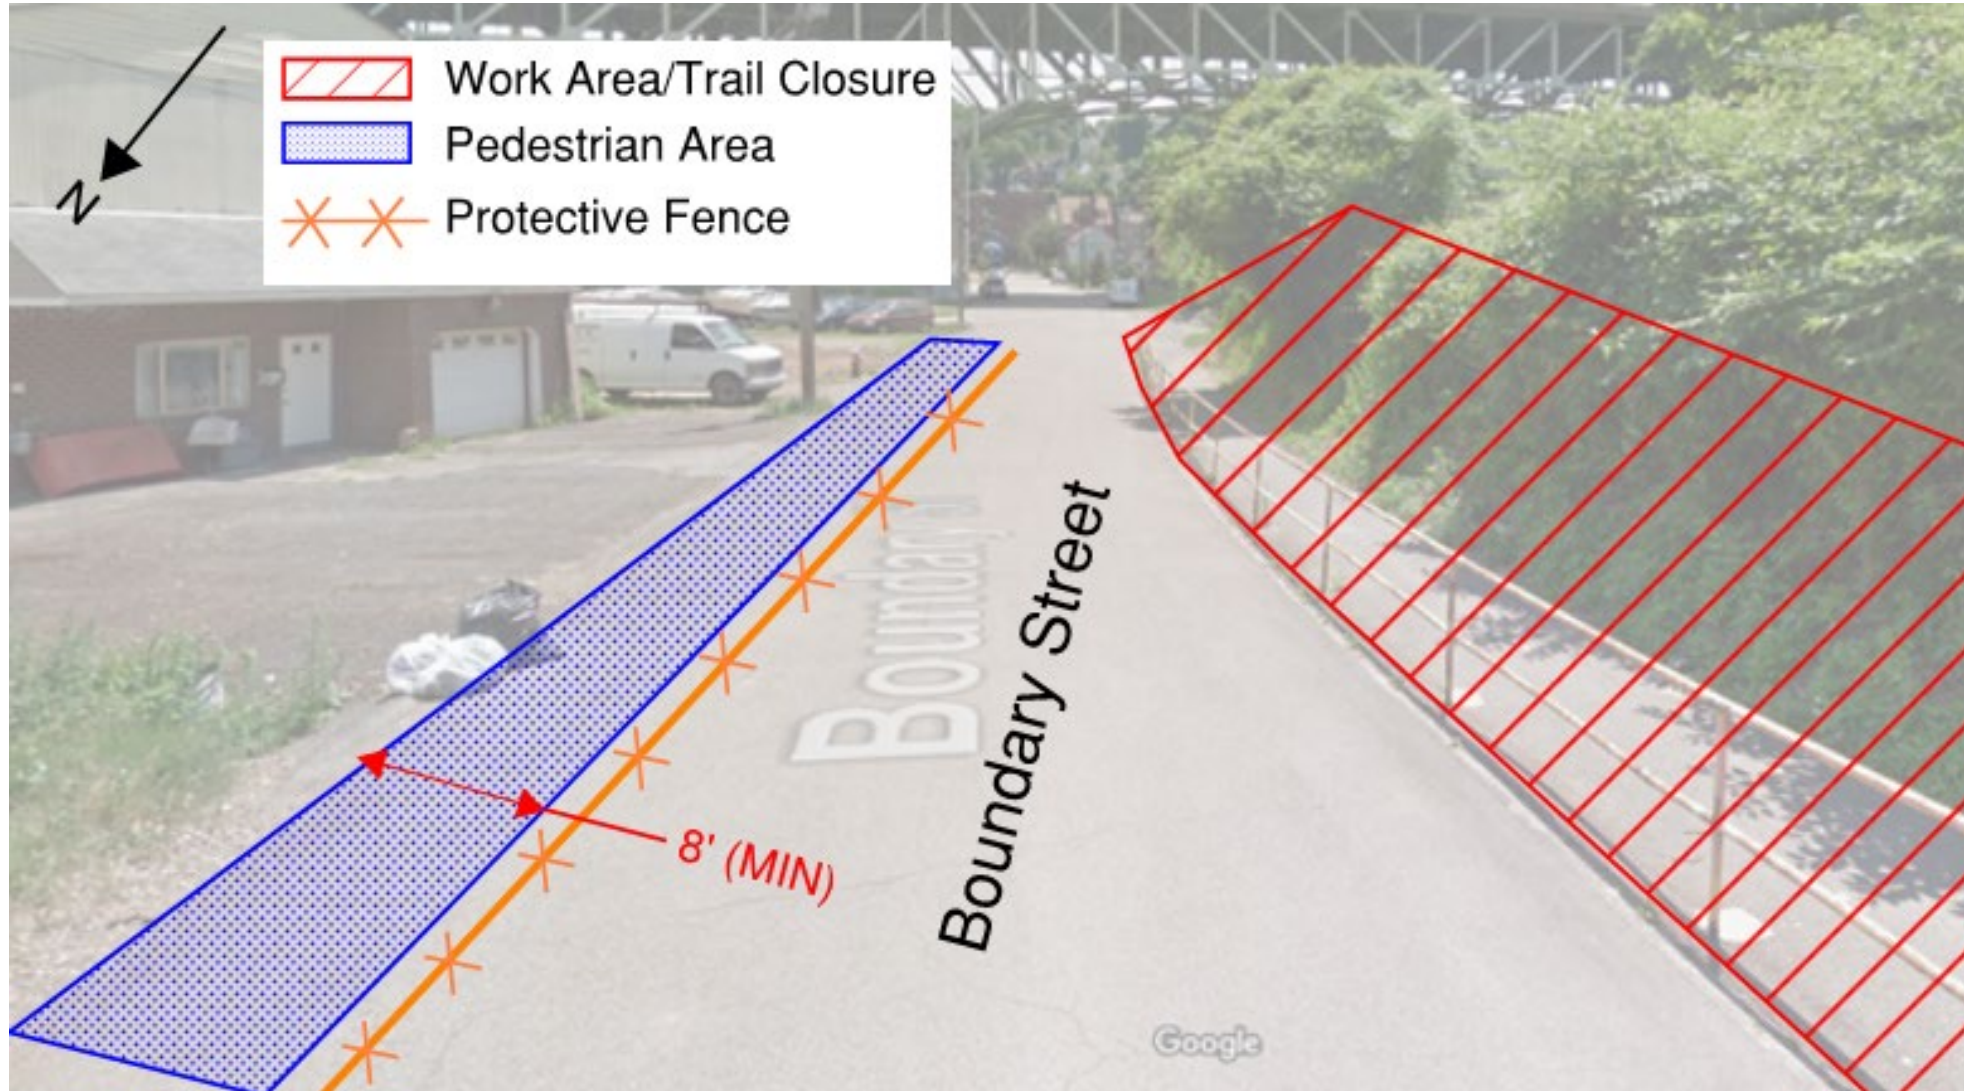 N
Work Area/Trail Closure
Pedestrian Area
Protective Fence
Boundary
Boundary Street
8' (MIN)
Google